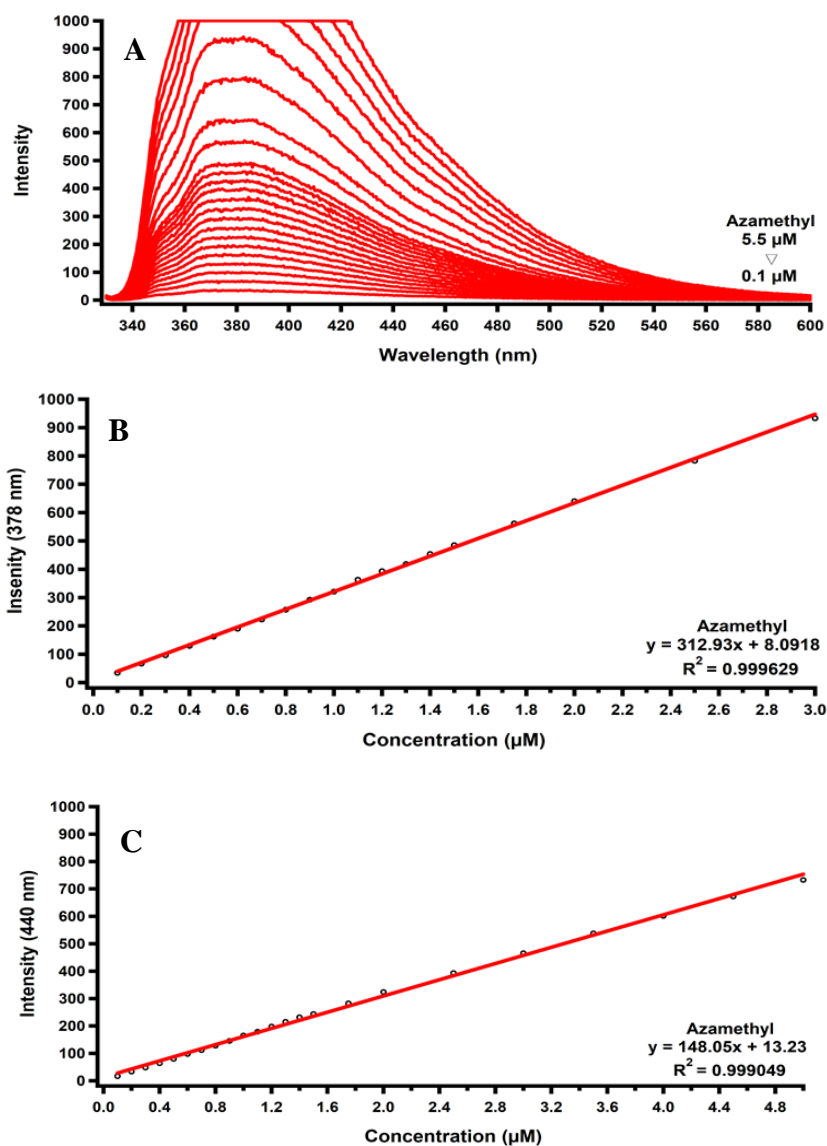 A
1000
900
800
700
600
500
400
300
200
100
0
Intensity
Azamethyl
5.5 µM
▽
0.1 µM
340 360 380 400 420 440 460 480 500 520 540 560 580 600
Wavelength (nm)
B
1000
900
800
700
600
500
400
300
200
100
0
Insenity (378 nm)
Azamethyl
y = 312.93x + 8.0918
R² = 0.999629
0.0 0.2 0.4 0.6 0.8 1.0 1.2 1.4 1.6 1.8 2.0 2.2 2.4 2.6 2.8 3.0
Concentration (µM)
C
1000
900
800
700
600
500
400
300
200
100
0
Intensity (440 nm)
Azamethyl
y = 148.05x + 13.23
R² = 0.999049
0.0 0.4 0.8 1.2 1.6 2.0 2.4 2.8 3.2 3.6 4.0 4.4 4.8
Concentration (µM)